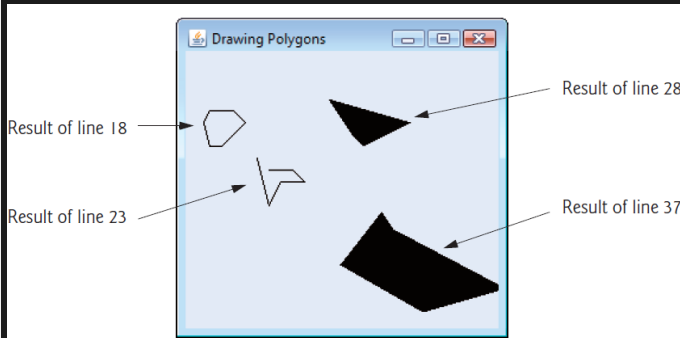 Drawing Polygons
Result of line 28
Result of line 18
Result of line 23
Result of line 37